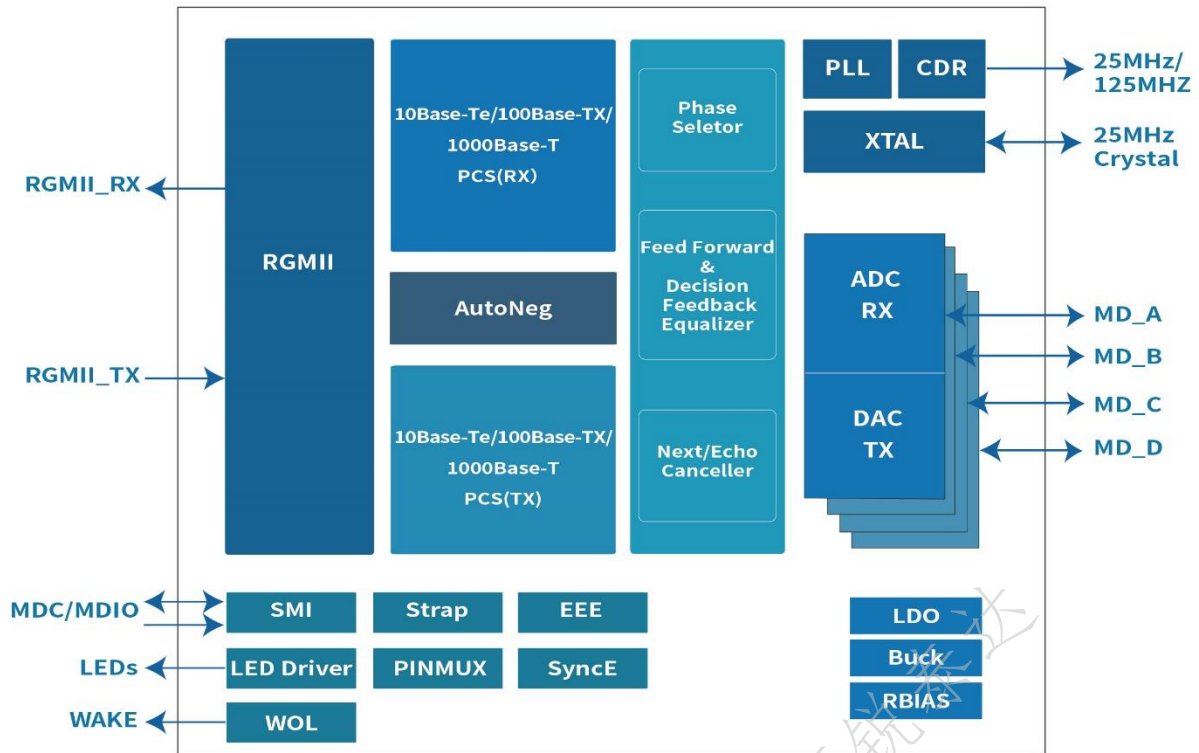 PLL
CDR
25MHz/
125MHZ
XTAL
25MHz
Crystal
10Base-Te/100Base-TX/
1000Base-T
PCS(RX)
Phase
Seletor
RGMII_RX
RGMII
Feed Forward
&
Decision
Feedback
Equalizer
AutoNeg
ADC
RX
MD_A
MD_B
RGMII_TX
MD_C
DAC
TX
MD_D
10Base-Te/100Base-TX/
1000Base-T
PCS(TX)
Next/Echo
Canceller
MDC/MDIO
SMI
Strap
EEE
LDO
LEDs
LED Driver
PINMUX
SyncE
Buck
WAKE
WOL
RBIAS
锐泰达